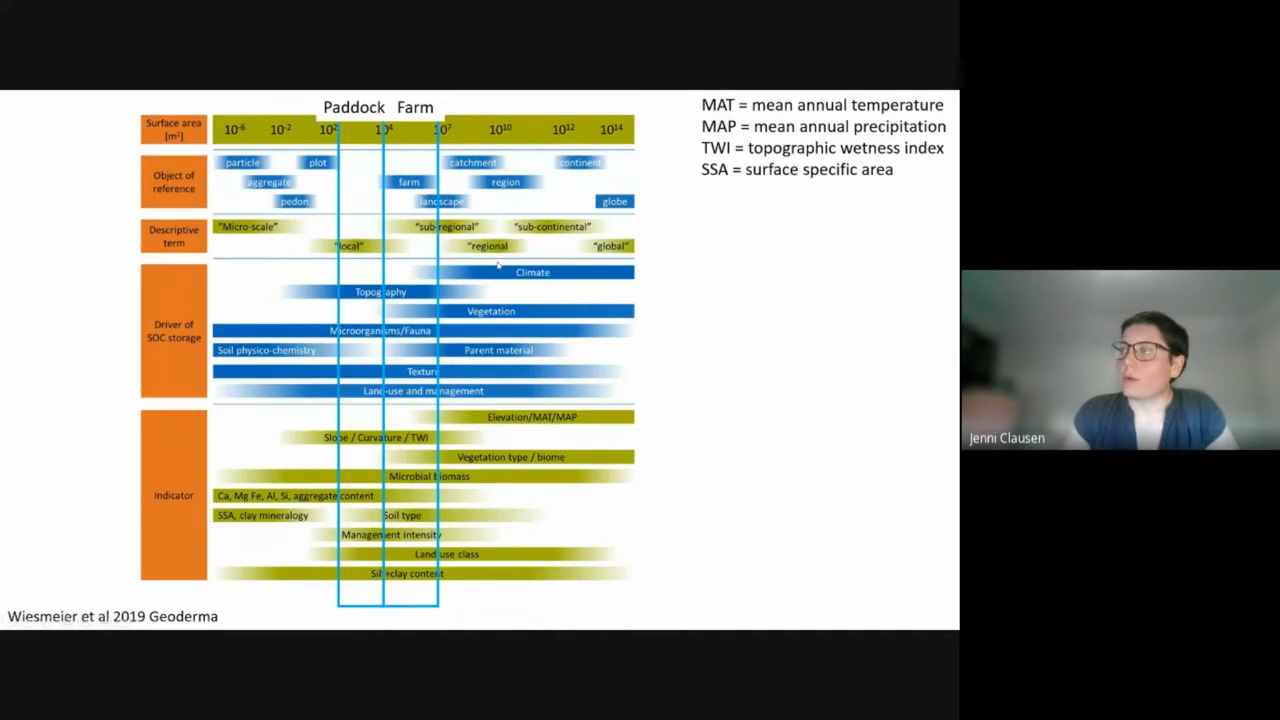 Paddock Farm
MAT = mean annual temperature
MAP = mean annual precipitation
TWI = topographic wetness index
SSA = surface specific area
Surface area [m²]
10⁻⁶ 10⁻² 10² 10⁴ 10⁷ 10¹⁰ 10¹² 10¹⁴
Object of reference
particle plot catchment continent
aggregate farm region
pedon landscape globe
Descriptive term
"Micro-scale" "sub-regional" "sub-continental"
"local" "regional "global"
Driver of SOC storage
Climate
Topography
Vegetation
Microorganisms/Fauna
Soil physico-chemistry Parent material
Texture
Land-use and management
Indicator
Elevation/MAT/MAP
Slope / Curvature / TWI
Vegetation type / biome
Microbial biomass
Ca, Mg Fe, Al, Si, aggregate content
SSA, clay mineralogy Soil type
Management intensity
Land use class
Silt+clay content
Wiesmeier et al 2019 Geoderma
Jenni Clausen